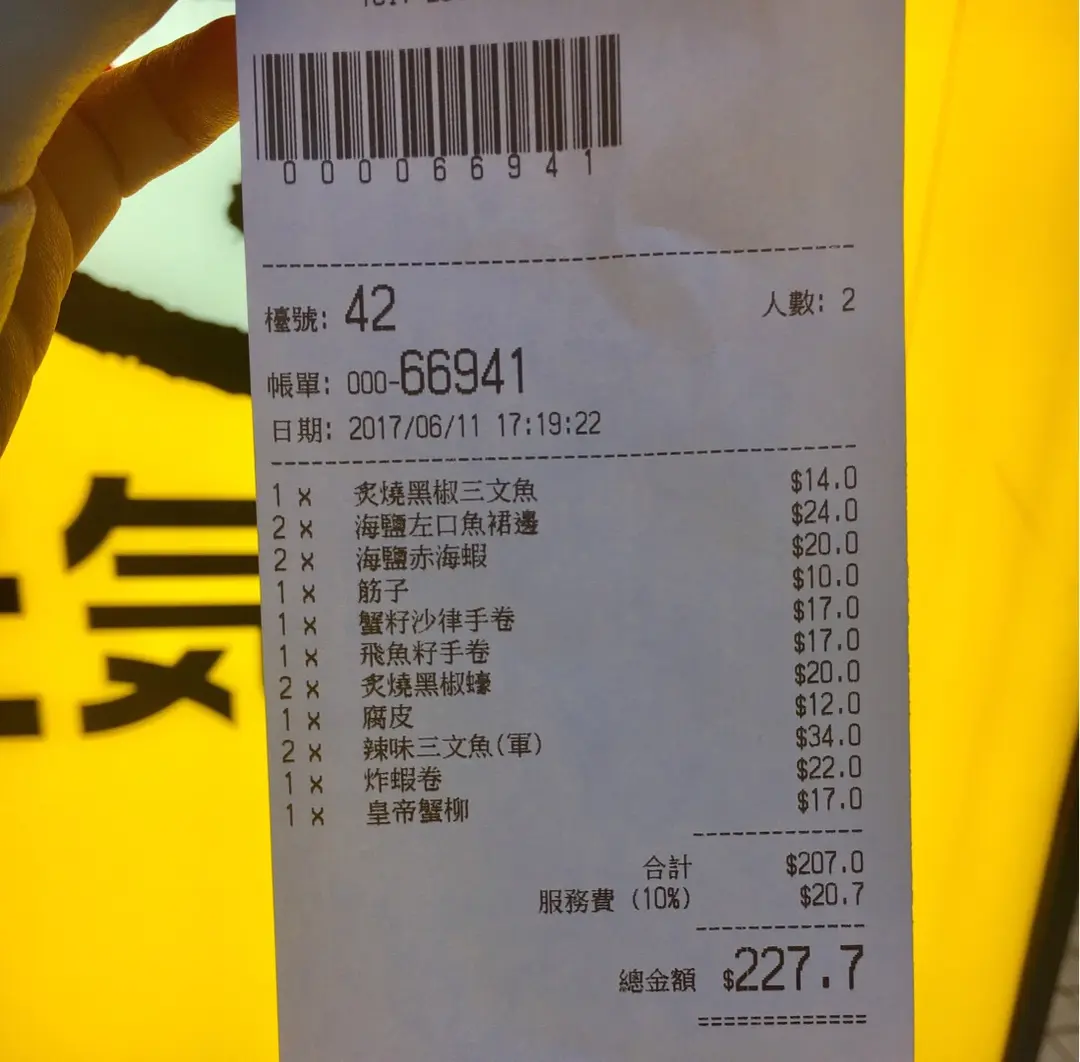 000066941
檯號: 42 人數: 2
帳單: 000-66941
日期: 2017/06/11 17:19:22
1 x 炙燒黑椒三文魚 $14.0
2 x 海鹽左口魚裙邊 $24.0
2 x 海鹽赤海蝦 $20.0
1 x 筋子 $10.0
1 x 蟹籽沙律手卷 $17.0
1 x 飛魚籽手卷 $17.0
2 x 炙燒黑椒蠔 $20.0
1 x 腐皮 $12.0
2 x 辣味三文魚(軍) $34.0
1 x 炸蝦卷 $22.0
1 x 皇帝蟹柳 $17.0
合計 $207.0
服務費 (10%) $20.7
總金額 $227.7